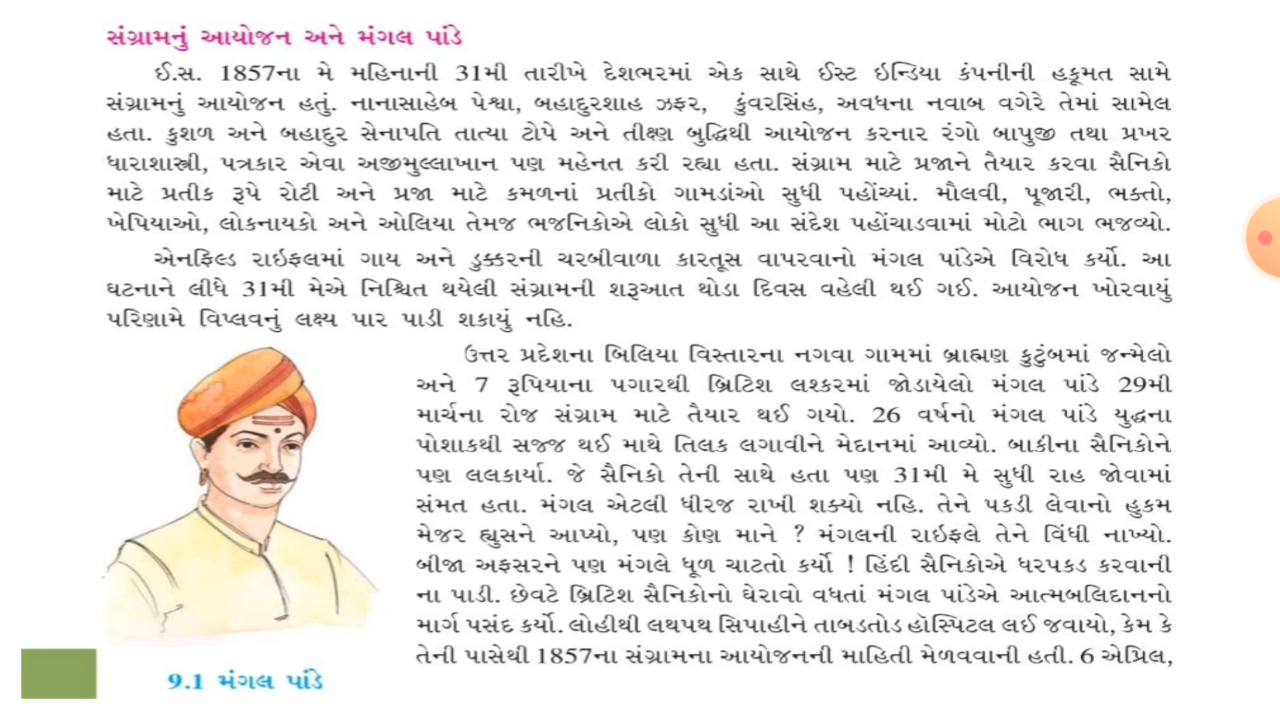 સંગ્રામનું આયોજન અને મંગલ પાંડે
ઈ.સ. 1857ના મે મહિનાની 31મી તારીખે દેશભરમાં એક સાથે ઈસ્ટ ઇન્ડિયા કંપનીની હકૂમત સામે
સંગ્રામનું આયોજન હતું. નાનાસાહેબ પેશ્વા, બહાદુરશાહ ઝફર, કુંવરસિંહ, અવધના નવાબ વગેરે તેમાં સામેલ
હતા. કુશળ અને બહાદુર સેનાપતિ તાત્યા ટોપે અને તીક્ષ્ણ બુદ્ધિથી આયોજન કરનાર રંગો બાપુજી તથા પ્રખર
ધારાશાસ્ત્રી, પત્રકાર એવા અજીમુલ્લાખાન પણ મહેનત કરી રહ્યા હતા. સંગ્રામ માટે પ્રજાને તૈયાર કરવા સૈનિકો
માટે પ્રતીક રૂપે રોટી અને પ્રજા માટે કમળનાં પ્રતીકો ગામડાંઓ સુધી પહોંચ્યાં. મૌલવી, પૂજારી, ભક્તો,
ખેપિયાઓ, લોકનાયકો અને ઓલિયા તેમજ ભજનિકોએ લોકો સુધી આ સંદેશ પહોંચાડવામાં મોટો ભાગ ભજવ્યો.
એનફિલ્ડ રાઇફલમાં ગાય અને ડુક્કરની ચરબીવાળા કારતૂસ વાપરવાનો મંગલ પાંડેએ વિરોધ કર્યો. આ
ઘટનાને લીધે 31મી મેએ નિશ્ચિત થયેલી સંગ્રામની શરૂઆત થોડા દિવસ વહેલી થઈ ગઈ. આયોજન ખોરવાયું
પરિણામે વિપ્લવનું લક્ષ્ય પાર પાડી શકાયું નહિ.
ઉત્તર પ્રદેશના બિલિયા વિસ્તારના નગવા ગામમાં બ્રાહ્મણ કુટુંબમાં જન્મેલો
અને 7 રૂપિયાના પગારથી બ્રિટિશ લશ્કરમાં જોડાયેલો મંગલ પાંડે 29મી
માર્ચના રોજ સંગ્રામ માટે તૈયાર થઈ ગયો. 26 વર્ષનો મંગલ પાંડે યુદ્ધના
પોશાકથી સજ્જ થઈ માથે તિલક લગાવીને મેદાનમાં આવ્યો. બાકીના સૈનિકોને
પણ લલકાર્યા. જે સૈનિકો તેની સાથે હતા પણ 31મી મે સુધી રાહ જોવામાં
સંમત હતા. મંગલ એટલી ધીરજ રાખી શક્યો નહિ. તેને પકડી લેવાનો હુકમ
મેજર હ્યુસને આપ્યો, પણ કોણ માને ? મંગલની રાઇફલે તેને વિંધી નાખ્યો.
બીજા અફસરને પણ મંગલે ધૂળ ચાટતો કર્યો ! હિંદી સૈનિકોએ ધરપકડ કરવાની
ના પાડી. છેવટે બ્રિટિશ સૈનિકોનો ઘેરાવો વધતાં મંગલ પાંડેએ આત્મબલિદાનનો
માર્ગ પસંદ કર્યો. લોહીથી લથપથ સિપાહીને તાબડતોડ હૉસ્પિટલ લઈ જવાયો, કેમ કે
તેની પાસેથી 1857ના સંગ્રામના આયોજનની માહિતી મેળવવાની હતી. 6 એપ્રિલ,
9.1 મંગલ પાંડે